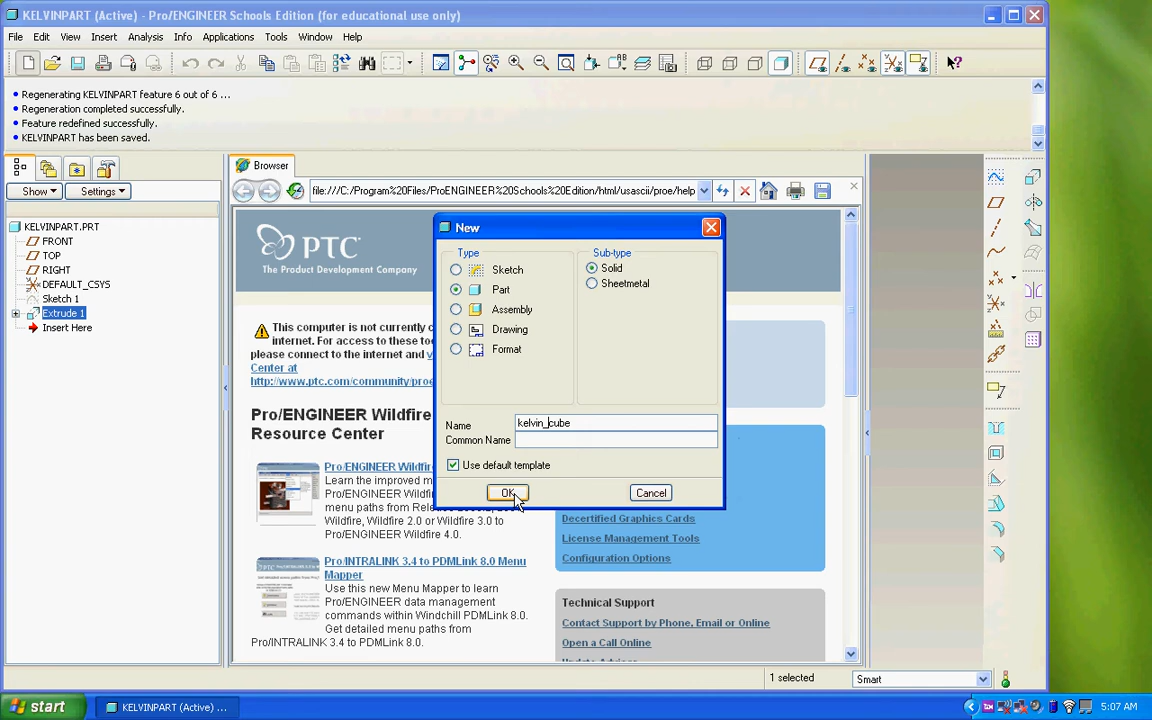 KELVINPART (Active) - Pro/ENGINEER Schools Edition (for educational use only)
File Edit View Insert Analysis Info Applications Tools Window Help
Regenerating KELVINPART feature 6 out of 6 ...
Regeneration completed successfully.
Feature redefined successfully.
KELVINPART has been saved.
Show Settings
KELVINPART.PRT
FRONT
TOP
RIGHT
DEFAULT_CSYS
Sketch 1
Extrude 1
Insert Here
Browser
file:///C:/Program%20Files/ProENGINEER%20Schools%20Edition/html/usascii/proe/help
PTC
The Product Development Company
This computer is not currently c
internet. For access to these to
please connect to the internet and v
Center at
http://www.ptc.com/community/proe
Pro/ENGINEER Wildfire
Resource Center
Pro/ENGINEER Wildfir
Learn the improved m
Pro/ENGINEER Wildfir
menu paths from Rele
Wildfire, Wildfire 2.0 or Wildfire 3.0 to
Pro/ENGINEER Wildfire 4.0.
Pro/INTRALINK 3.4 to PDMLink 8.0 Menu
Mapper
Use this new Menu Mapper to learn
Pro/ENGINEER data management
commands within Windchill PDMLink 8.0.
Get detailed menu paths from
Pro/INTRALINK 3.4 to PDMLink 8.0.
Decertified Graphics Cards
License Management Tools
Configuration Options
Technical Support
Contact Support by Phone, Email or Online
Open a Call Online
New
Type
Sketch
Part
Assembly
Drawing
Format
Sub-type
Solid
Sheetmetal
Name kelvin_cube
Common Name
Use default template
OK Cancel
1 selected Smart
start KELVINPART (Active) ... 5:07 AM